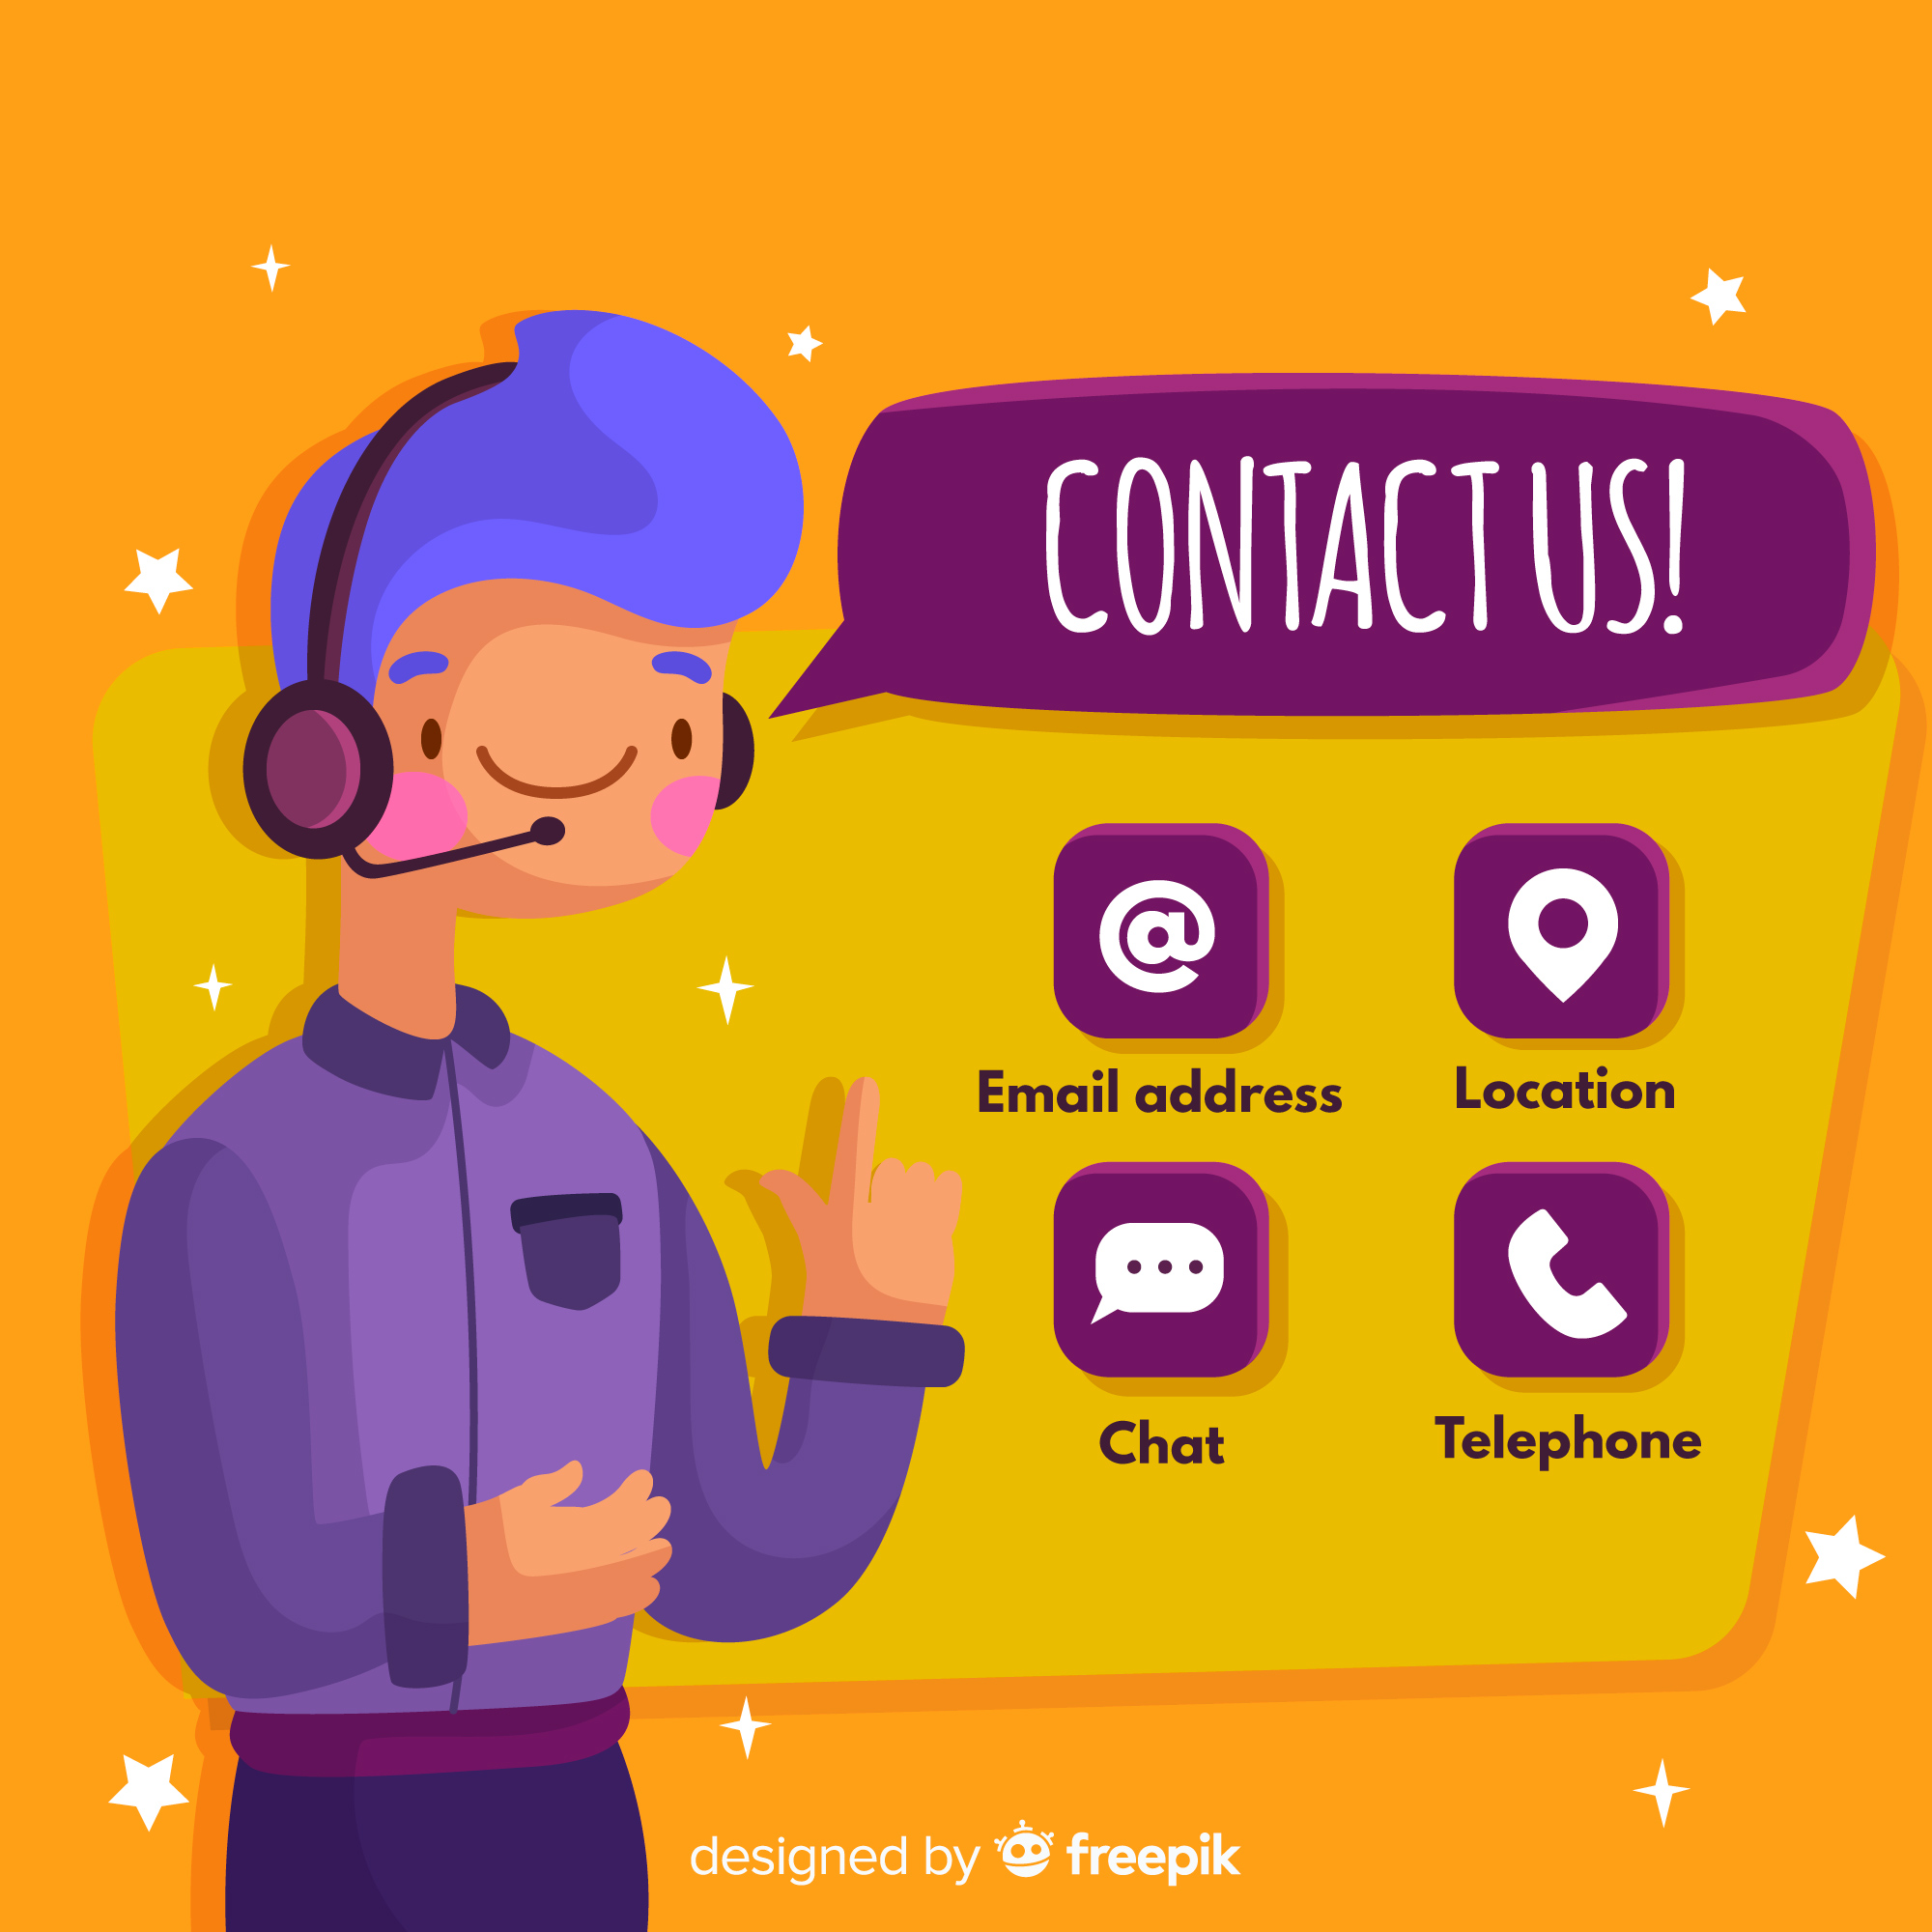 CONTACT US!
@
Email address
Location
Chat
Telephone
designed by freepik